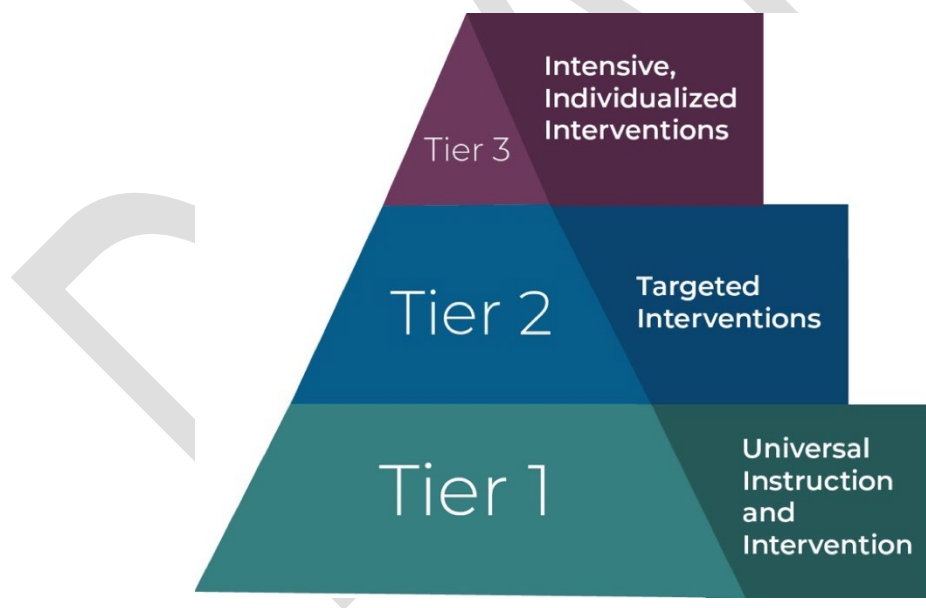 Intensive,
Individualized
Interventions
Tier 3
Targeted
Interventions
Tier 2
Universal
Instruction
and
Intervention
Tier 1